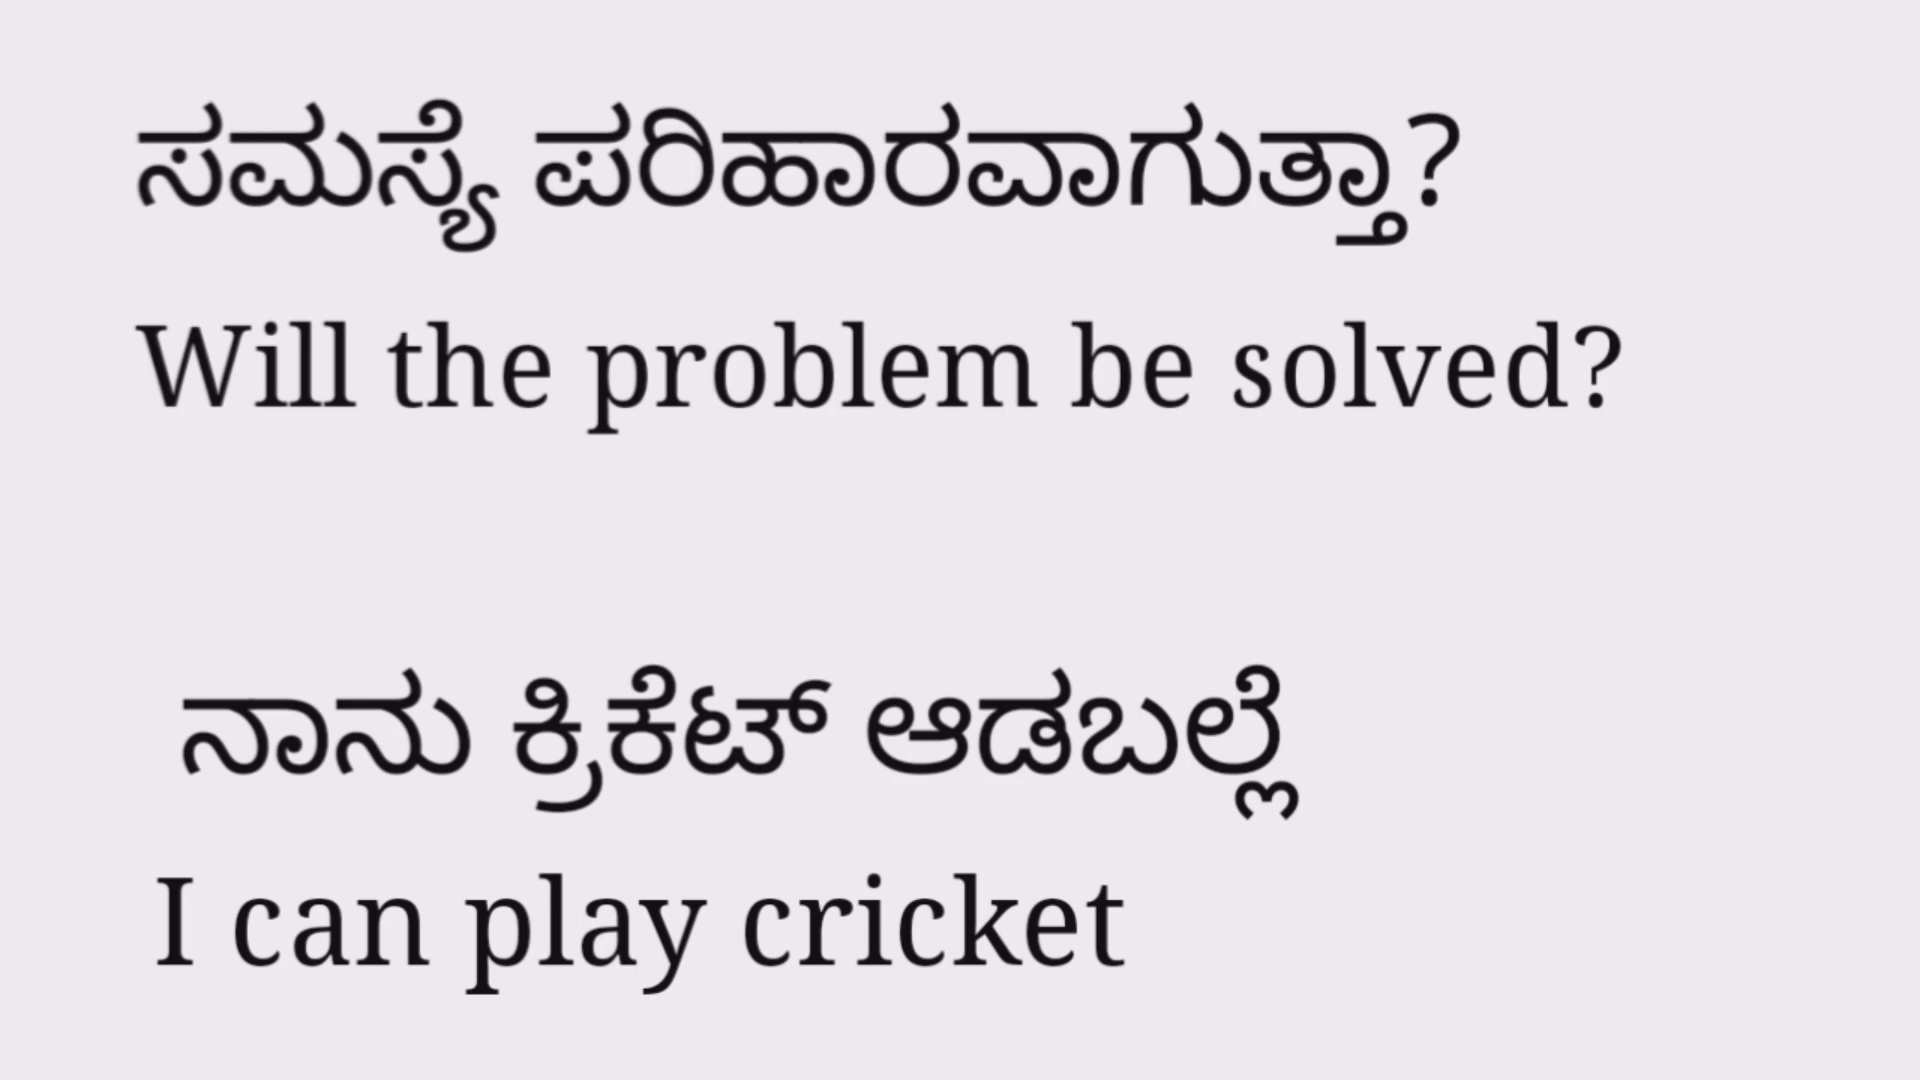 ಸಮಸ್ಯೆ ಪರಿಹಾರವಾಗುತ್ತಾ?
Will the problem be solved?
ನಾನು ಕ್ರಿಕೆಟ್ ಆಡಬಲ್ಲೆ
I can play cricket